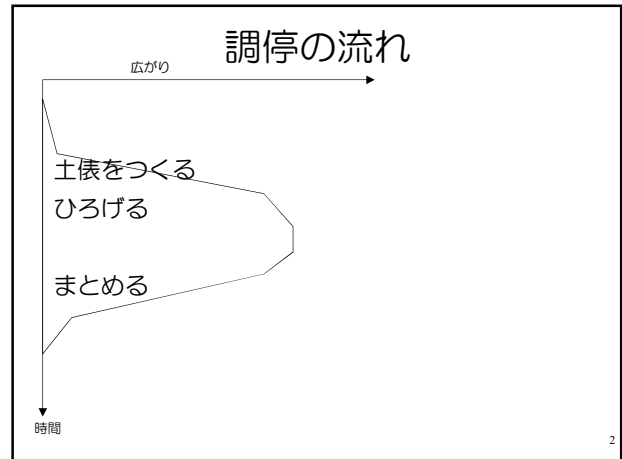 調停の流れ
広がり
土俵をつくる
ひろげる
まとめる
時間
2